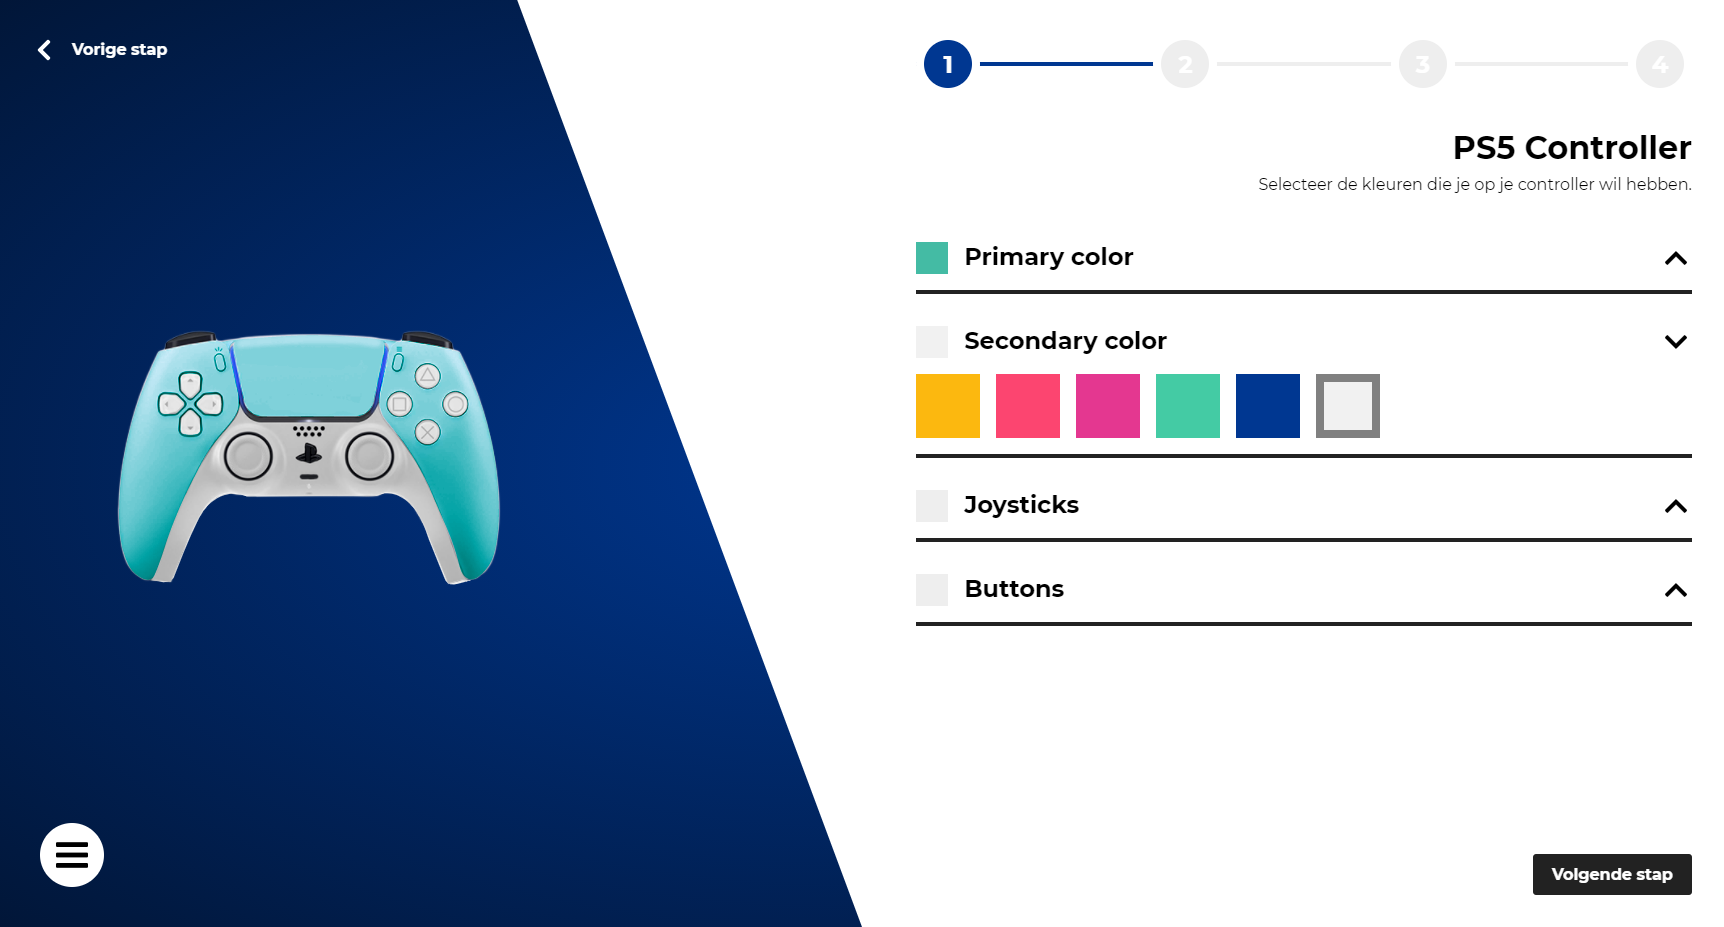 Vorige stap
1
2
3
4
PS5 Controller
Selecteer de kleuren die je op je controller wil hebben.
Primary color
Secondary color
Joysticks
Buttons
Volgende stap